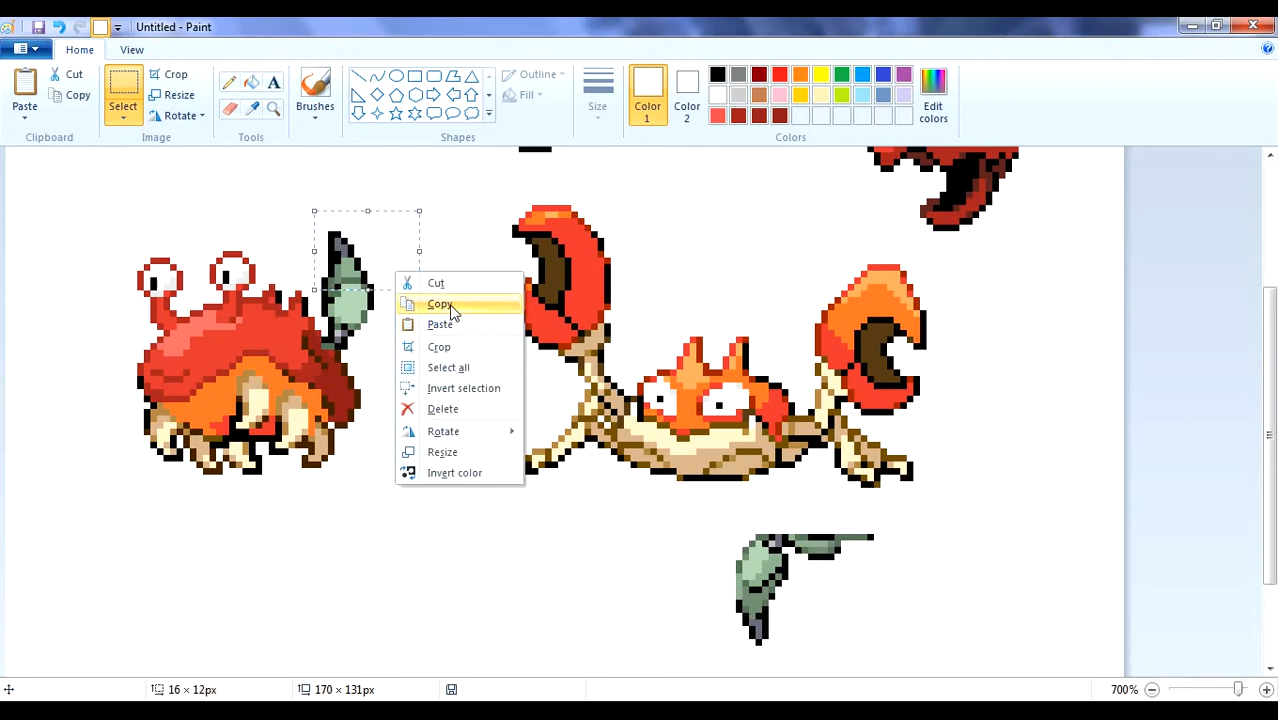 Untitled - Paint
Home View
Paste Cut Copy Clipboard
Select Crop Resize Rotate Image
A Tools
Brushes
Outline Fill Shapes
Size
Color 1 Color 2 Edit colors Colors
Cut
Copy
Paste
Crop
Select all
Invert selection
Delete
Rotate
Resize
Invert color
16 × 12px 170 × 131px 700%